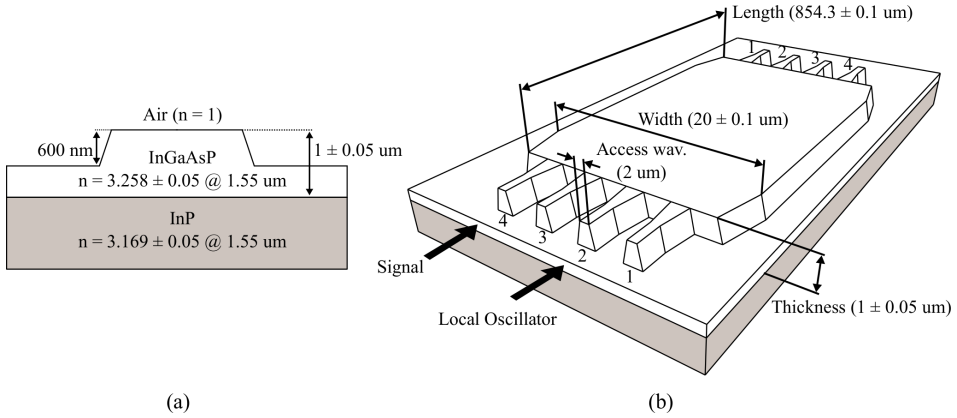 Air (n = 1)
600 nm
1 ± 0.05 um
InGaAsP
n = 3.258 ± 0.05 @ 1.55 um
InP
n = 3.169 ± 0.05 @ 1.55 um
(a)
Length (854.3 ± 0.1 um)
1 2 3 4
Width (20 ± 0.1 um)
Access wav.
(2 um)
4
3
2
1
Signal
Local Oscillator
Thickness (1 ± 0.05 um)
(b)